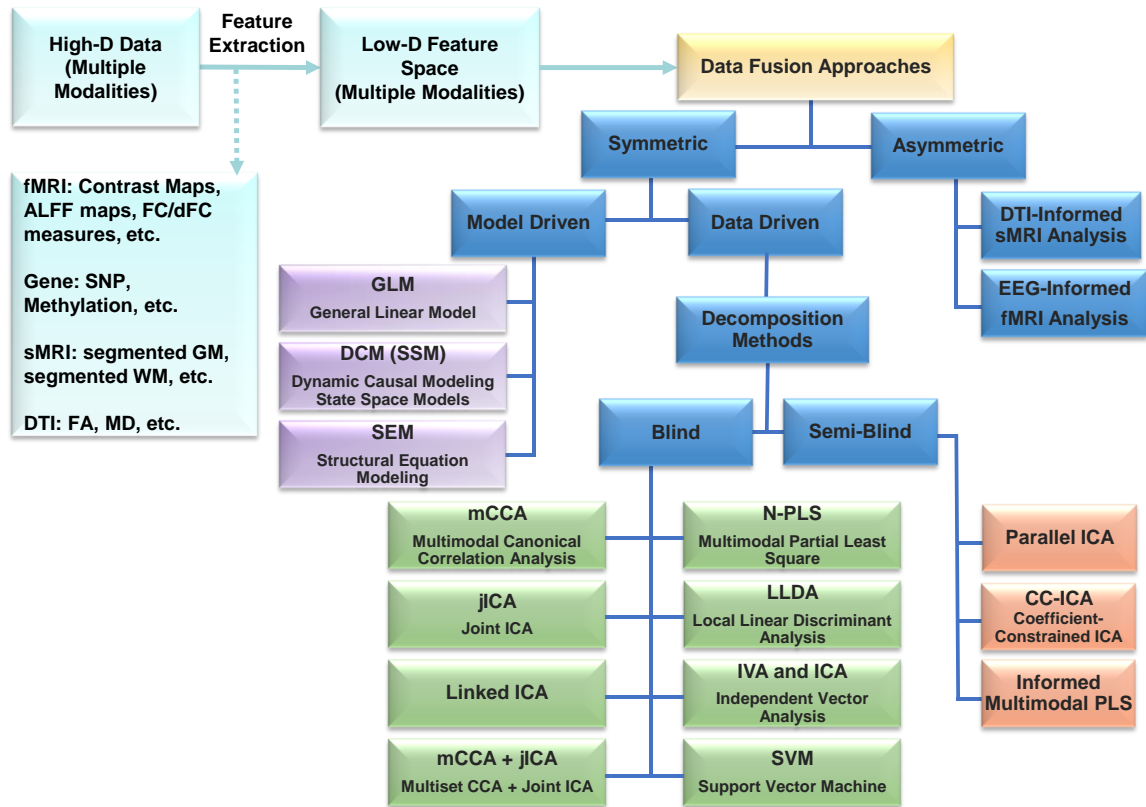 High-D Data
(Multiple
Modalities)
Feature
Extraction
Low-D Feature
Space
(Multiple Modalities)
Data Fusion Approaches
Symmetric
Asymmetric
fMRI: Contrast Maps,
ALFF maps, FC/dFC
measures, etc.
Gene: SNP,
Methylation, etc.
sMRI: segmented GM,
segmented WM, etc.
DTI: FA, MD, etc.
Model Driven
Data Driven
DTI-Informed
sMRI Analysis
EEG-Informed
fMRI Analysis
GLM
General Linear Model
DCM (SSM)
Dynamic Causal Modeling
State Space Models
SEM
Structural Equation
Modeling
Decomposition
Methods
Blind
Semi-Blind
mCCA
Multimodal Canonical
Correlation Analysis
N-PLS
Multimodal Partial Least
Square
jICA
Joint ICA
LLDA
Local Linear Discriminant
Analysis
Linked ICA
IVA and ICA
Independent Vector
Analysis
mCCA + jICA
Multiset CCA + Joint ICA
SVM
Support Vector Machine
Parallel ICA
CC-ICA
Coefficient-
Constrained ICA
Informed
Multimodal PLS